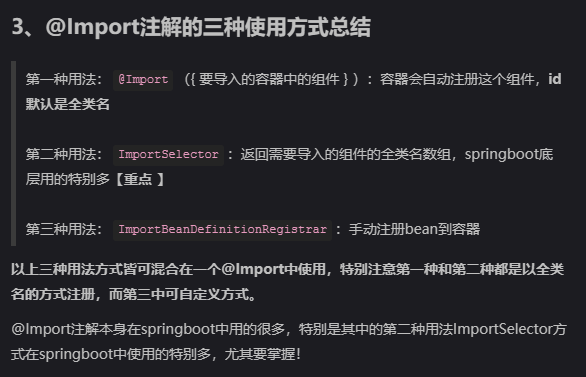 3、@Import注解的三种使用方式总结
第一种用法： @Import （{ 要导入的容器中的组件 } ）：容器会自动注册这个组件，id
默认是全类名
第二种用法： ImportSelector ：返回需要导入的组件的全类名数组，springboot底
层用的特别多【重点 】
第三种用法： ImportBeanDefinitionRegistrar ：手动注册bean到容器
以上三种用法方式皆可混合在一个@Import中使用，特别注意第一种和第二种都是以全类
名的方式注册，而第三中可自定义方式。
@Import注解本身在springboot中用的很多，特别是其中的第二种用法ImportSelector方
式在springboot中使用的特别多，尤其要掌握！